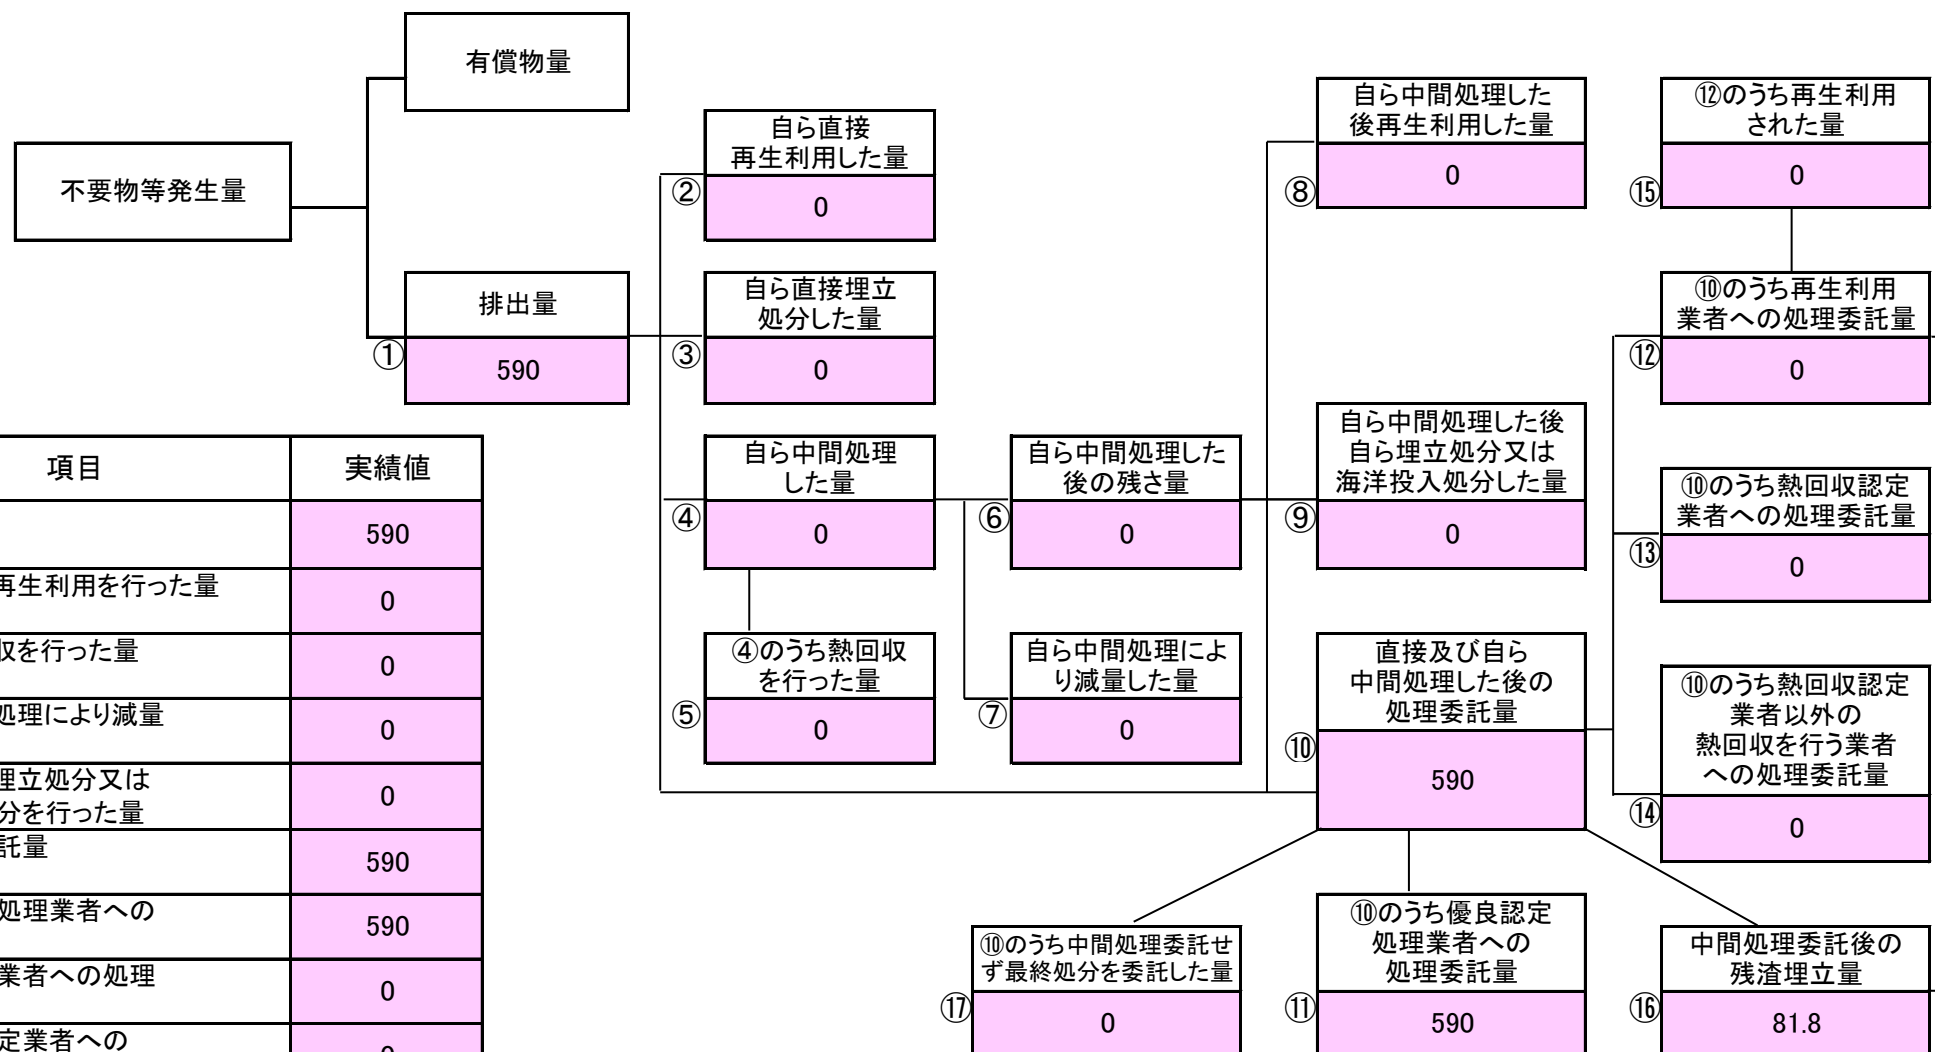 有償物量
不要物等発生量
排出量
①
590
自ら直接
再生利用した量
②
0
自ら直接埋立
処分した量
③
0
自ら中間処理
した量
④
0
④のうち熱回収
を行った量
⑤
0
自ら中間処理した
後の残さ量
⑥
0
自ら中間処理によ
り減量した量
⑦
0
自ら中間処理した
後再生利用した量
⑧
0
自ら中間処理した後
自ら埋立処分又は
海洋投入処分した量
⑨
0
直接及び自ら
中間処理した後の
処理委託量
⑩
590
⑫のうち再生利用
された量
⑮
0
⑩のうち再生利用
業者への処理委託量
⑫
0
⑩のうち熱回収認定
業者への処理委託量
⑬
0
⑩のうち熱回収認定
業者以外の
熱回収を行う業者
への処理委託量
⑭
0
⑩のうち中間処理委託せ
ず最終処分を委託した量
⑰
0
⑩のうち優良認定
処理業者への
処理委託量
⑪
590
中間処理委託後の
残渣埋立量
⑯
81.8
項目 実績値
590
再生利用を行った量
0
収を行った量
0
処理により減量
0
埋立処分又は
分を行った量
0
託量
590
処理業者への
590
業者への処理
0
定業者への
0